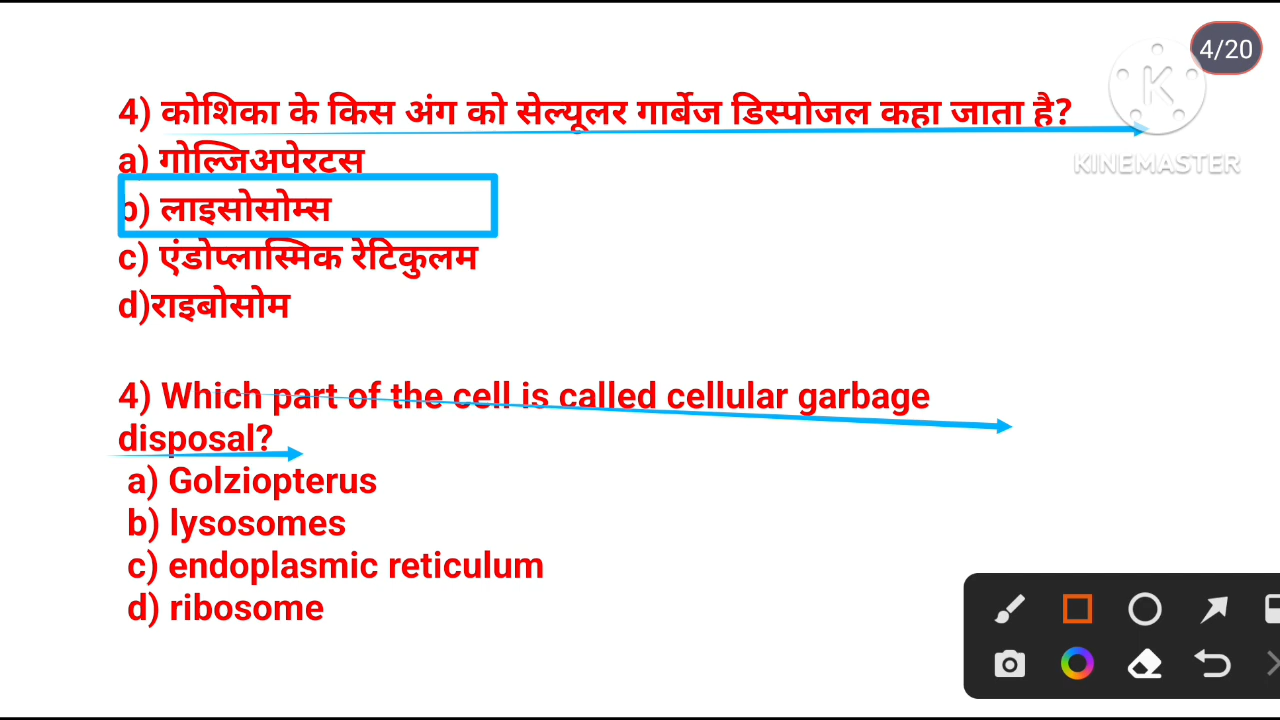 4/20
4) कोशिका के किस अंग को सेल्यूलर गार्बेज डिस्पोजल कहा जाता है?
KINEMASTER
a) गोल्जिअपेरटस
b) लाइसोसोम्स
c) एंडोप्लास्मिक रेटिकुलम
d)राइबोसोम
4) Which part of the cell is called cellular garbage
disposal?
a) Golziopterus
b) lysosomes
c) endoplasmic reticulum
d) ribosome